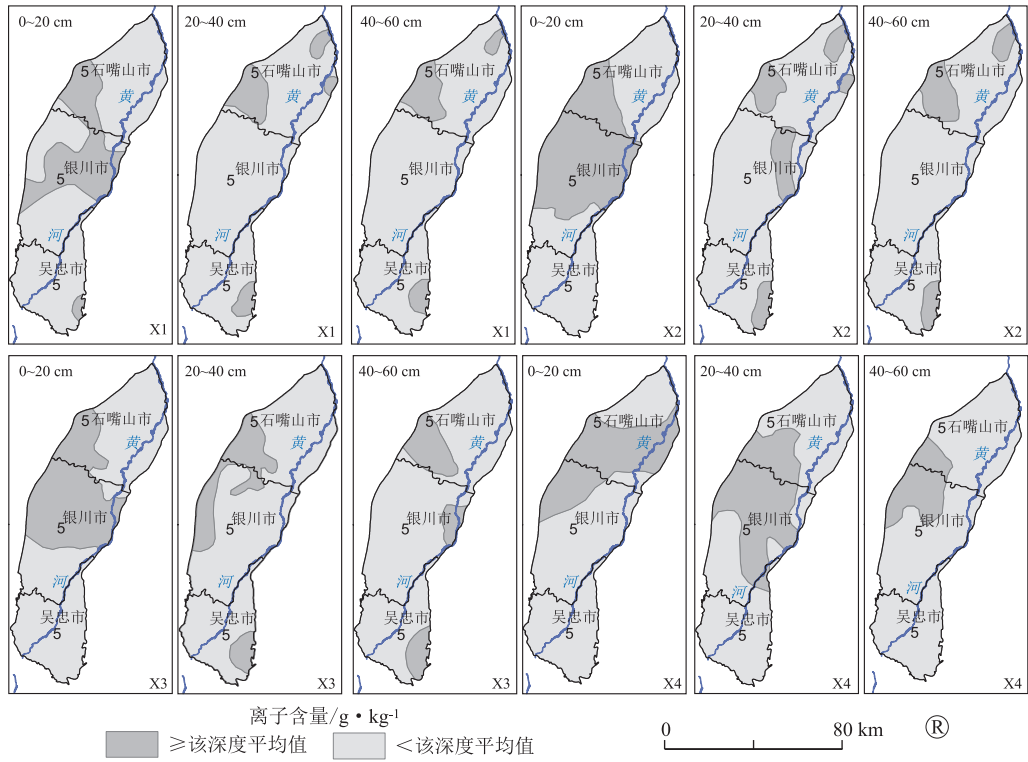 0~20 cm
5石嘴山市
黄
银川市
5
河
吴忠市
5
X1
20~40 cm
5石嘴山市
黄
银川市
5
河
吴忠市
5
X1
40~60 cm
5石嘴山市
黄
银川市
5
河
吴忠市
5
X1
0~20 cm
5石嘴山市
黄
银川市
5
河
吴忠市
5
X2
20~40 cm
5石嘴山市
黄
银川市
5
河
吴忠市
5
X2
40~60 cm
5石嘴山市
黄
银川市
5
河
吴忠市
5
X2
0~20 cm
5石嘴山市
黄
银川市
5
河
吴忠市
5
X3
20~40 cm
5石嘴山市
黄
银川市
5
河
吴忠市
5
X3
40~60 cm
5石嘴山市
黄
银川市
5
河
吴忠市
5
X3
0~20 cm
5石嘴山市
黄
银川市
5
河
吴忠市
5
X4
20~40 cm
5石嘴山市
黄
银川市
5
河
吴忠市
5
X4
40~60 cm
5石嘴山市
黄
银川市
5
河
吴忠市
5
X4
离子含量/g·kg⁻¹
≥该深度平均值
<该深度平均值
0 80 km
®